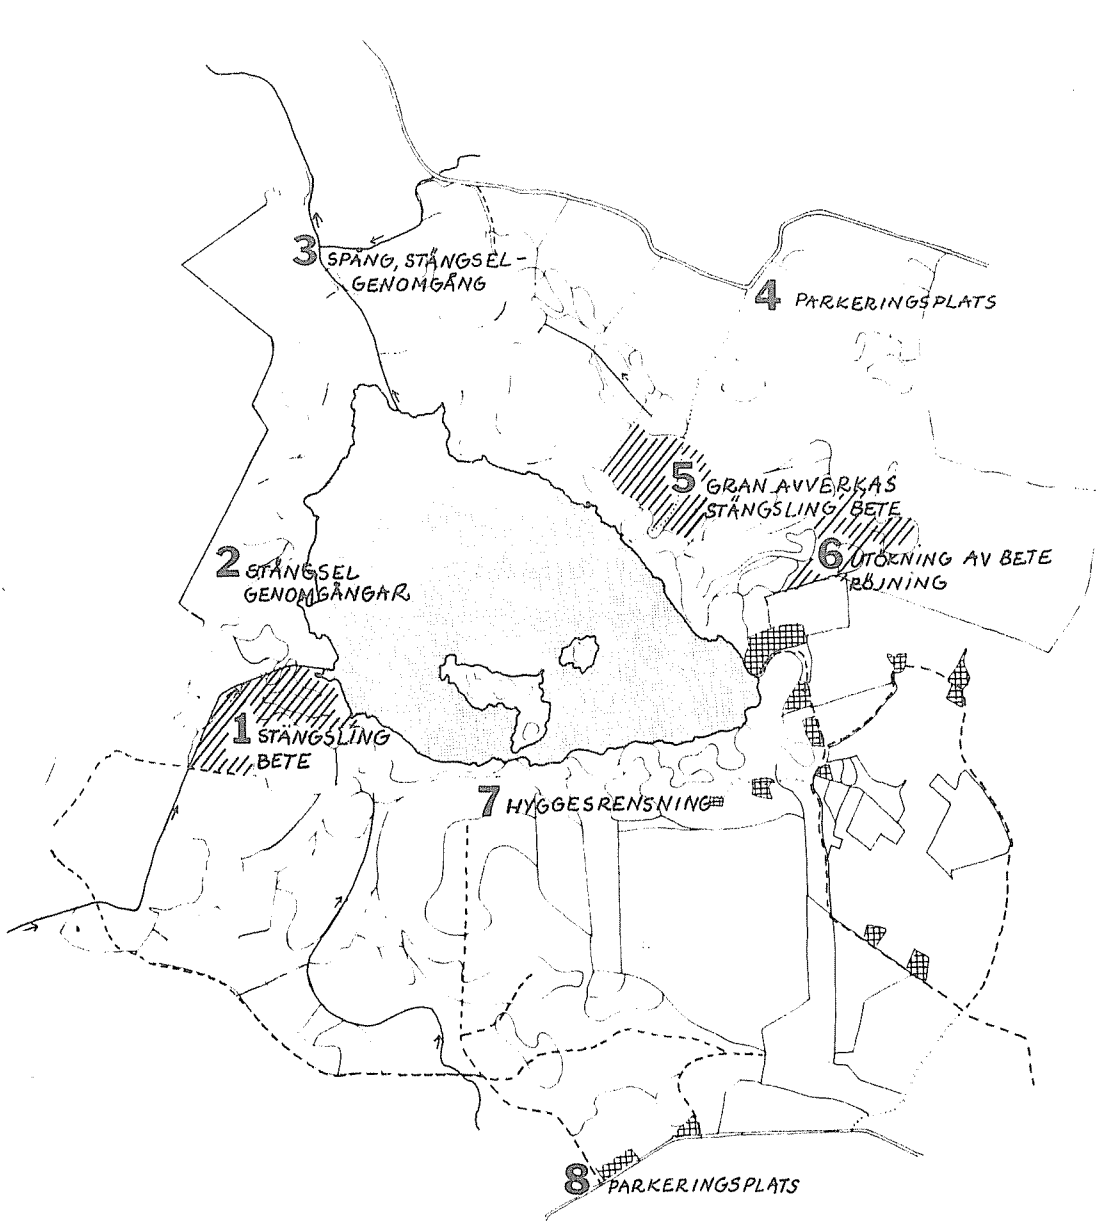 3 SPÅNG, STÄNGSEL-
GENOMGÅNG
4 PARKERINGSPLATS
5 GRAN AVVERKAS
STÄNGSLING BETE
2 STÄNGSEL
GENOMGÅNGAR
6 UTÖKNING AV BETE
RÖJNING
1 STÄNGSLING
BETE
7 HYGGESRENSNING
8 PARKERINGSPLATS